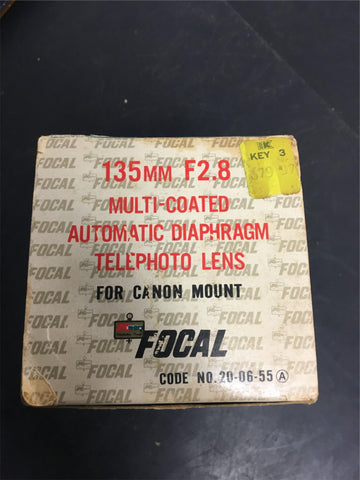 135MM F2.8
MULTI-COATED
AUTOMATIC DIAPHRAGM
TELEPHOTO LENS
FOR CANON MOUNT
FOCAL
CODE NO. 20-06-55 A
K
KEY 3